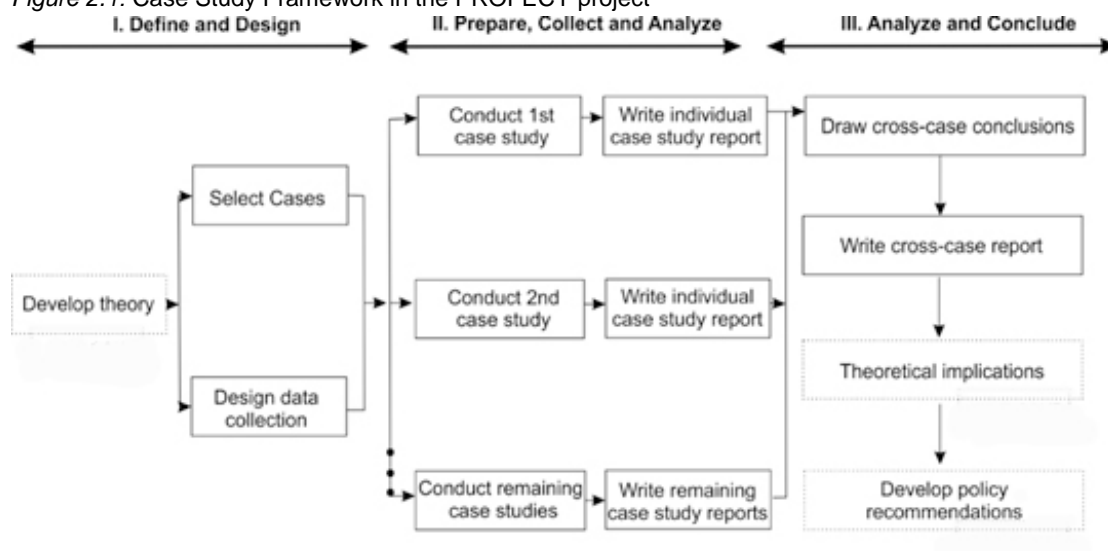 Figure 2.1: Case Study Framework in the PROFECT project
I. Define and Design
II. Prepare, Collect and Analyze
III. Analyze and Conclude
Develop theory
Select Cases
Design data
collection
Conduct 1st
case study
Write individual
case study report
Conduct 2nd
case study
Write individual
case study report
Conduct remaining
case studies
Write remaining
case study reports
Draw cross-case conclusions
Write cross-case report
Theoretical implications
Develop policy
recommendations